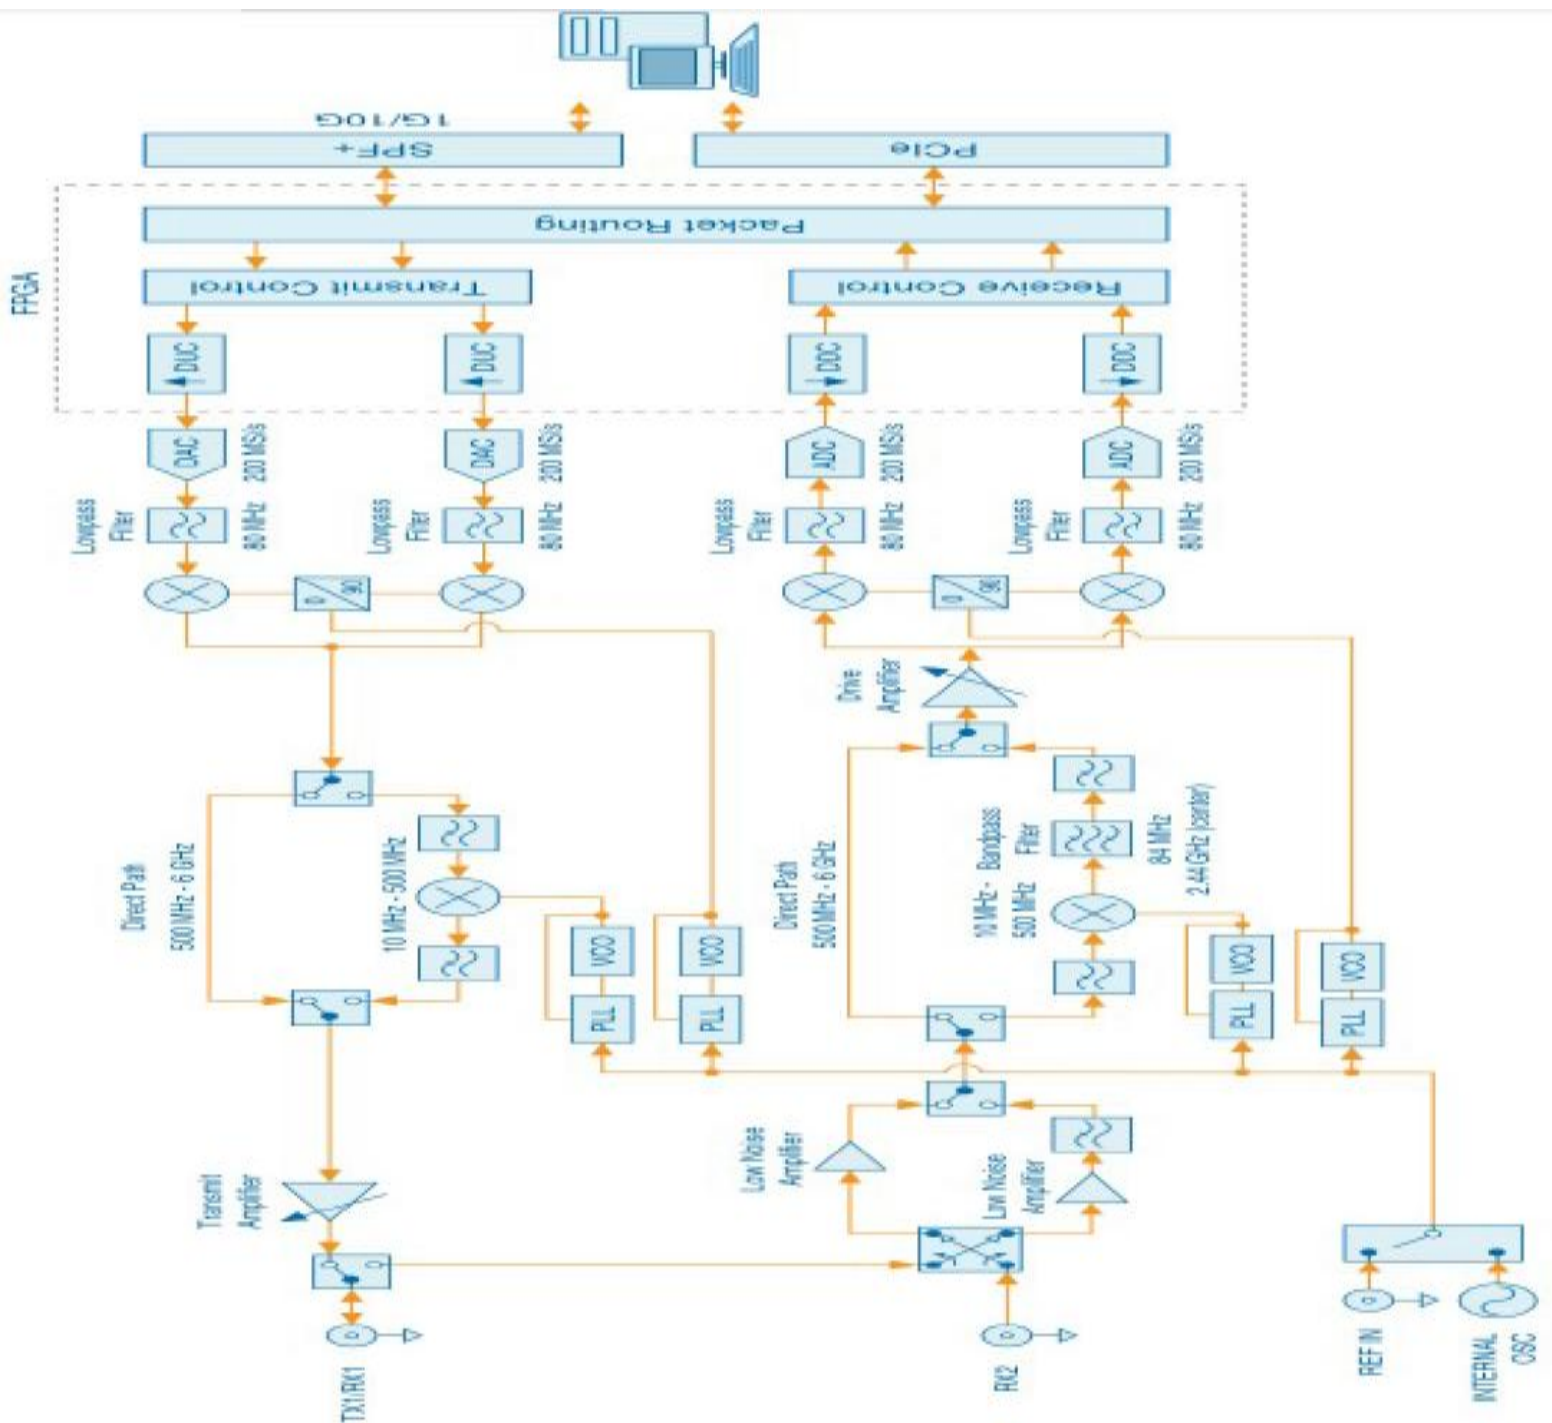 1G/10G
SPF+
PCIe
Packet Routing
FPGA
Transmit Control
Receive Control
DUC
DUC
DDC
DDC
DAC
200 MS/s
DAC
200 MS/s
ADC
200 MS/s
ADC
200 MS/s
Lowpass
Filter
80 MHz
Lowpass
Filter
80 MHz
Lowpass
Filter
80 MHz
Lowpass
Filter
80 MHz
0
90
0
90
Drive
Amplifier
Direct Path
500 MHz - 6 GHz
10 MHz - 500 MHz
Direct Path
500 MHz - 6 GHz
10 MHz -
500 MHz
Bandpass
Filter
84 MHz
2.44 GHz (center)
VCO
VCO
VCO
VCO
PLL
PLL
PLL
PLL
Low Noise
Amplifier
Low Noise
Amplifier
Transmit
Amplifier
TX1/RX1
RX2
REF IN
INTERNAL
OSC